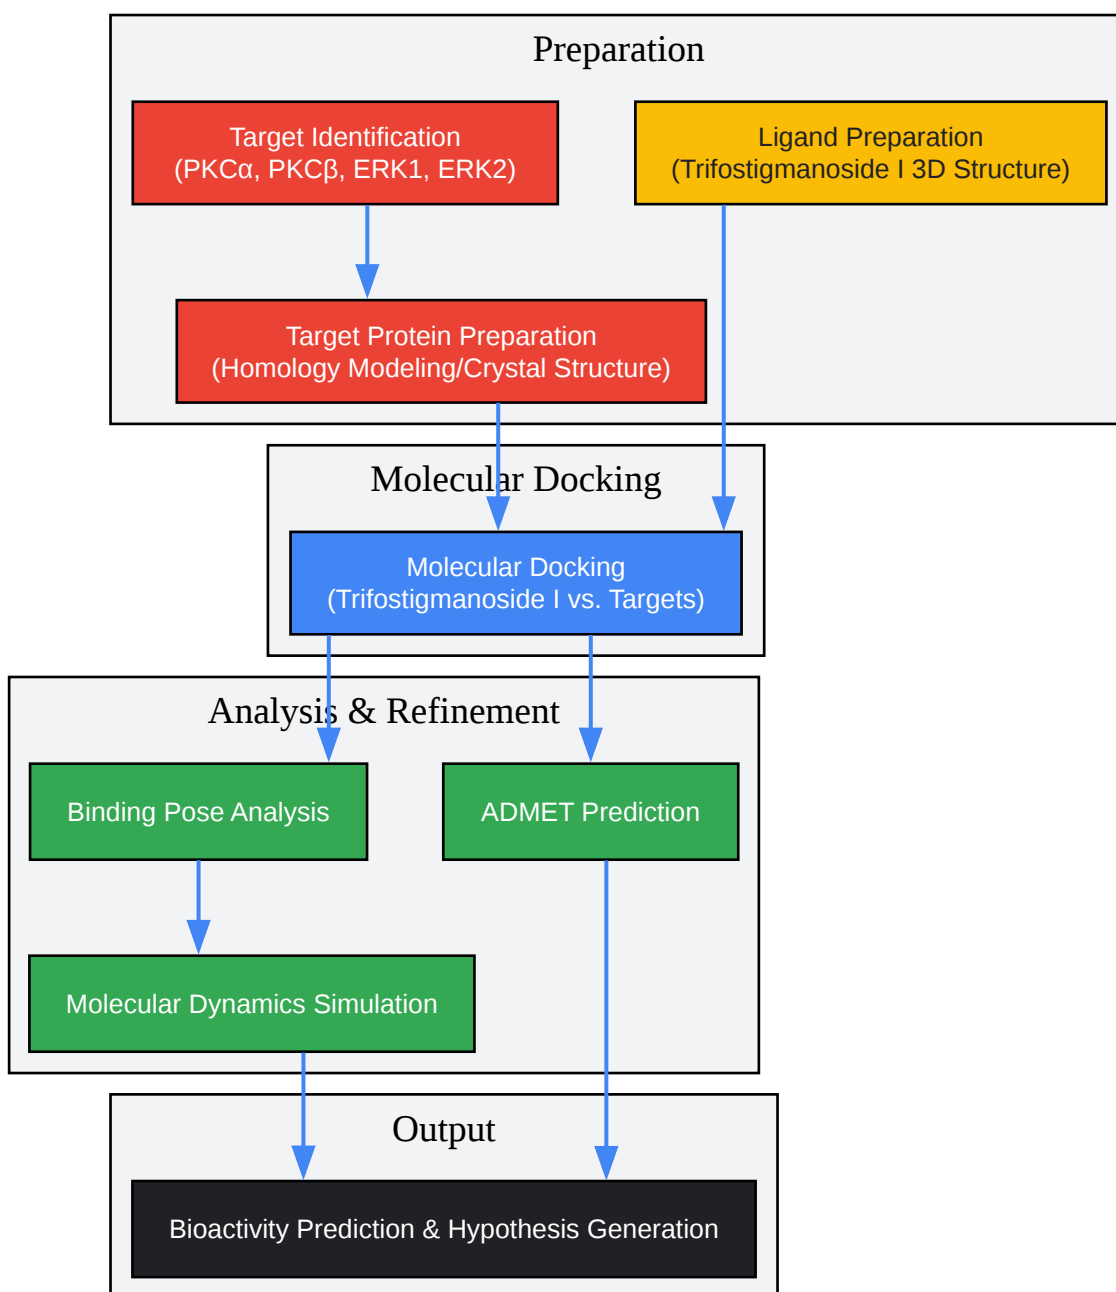 Preparation
Target Identification
(PKCα, PKCβ, ERK1, ERK2)
Ligand Preparation
(Trifostigmanoside I 3D Structure)
Target Protein Preparation
(Homology Modeling/Crystal Structure)
Molecular Docking
Molecular Docking
(Trifostigmanoside I vs. Targets)
Analysis & Refinement
Binding Pose Analysis
ADMET Prediction
Molecular Dynamics Simulation
Output
Bioactivity Prediction & Hypothesis Generation